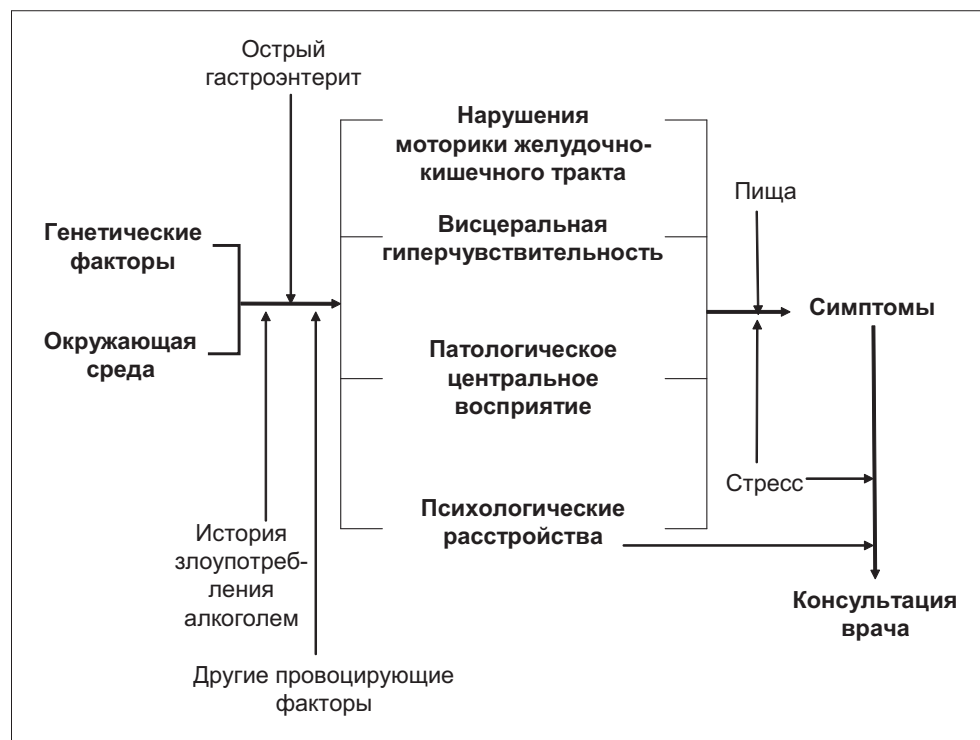 Острый
гастроэнтерит
Нарушения
моторики желудочно-
кишечного тракта
Пища
Генетические
факторы
Висцеральная
гиперчувствительность
Симптомы
Окружающая
среда
Патологическое
центральное
восприятие
Стресс
Психологические
расстройства
История
злоупотреб-
ления
алкоголем
Консультация
врача
Другие провоцирующие
факторы